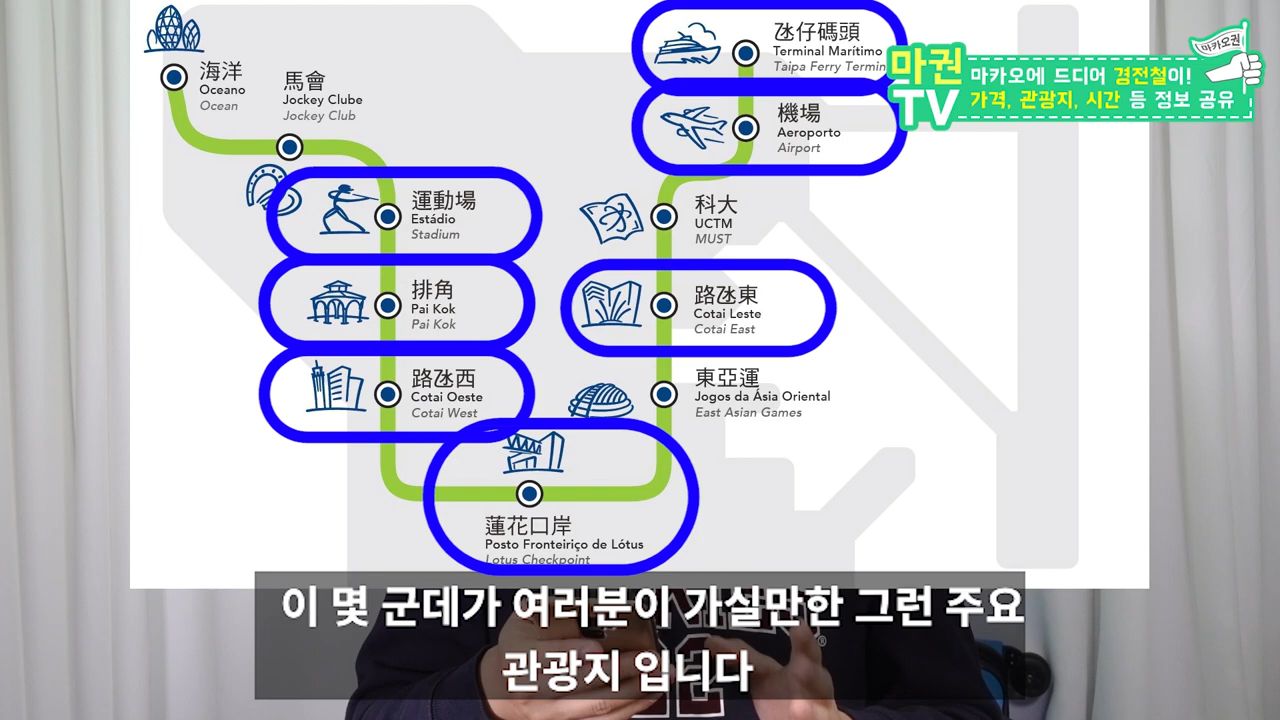 海洋
Oceano
Ocean
馬會
Jockey Clube
Jockey Club
運動場
Estádio
Stadium
排角
Pai Kok
Pai Kok
路氹西
Cotai Oeste
Cotai West
蓮花口岸
Posto Fronteiriço de Lótus
Lotus Checkpoint
東亞運
Jogos da Ásia Oriental
East Asian Games
路氹東
Cotai Leste
Cotai East
科大
UCTM
MUST
機場
Aeroporto
Airport
氹仔碼頭
Terminal Marítimo
Taipa Ferry Termin
마권
TV
마카오에 드디어 경전철이!
가격, 관광지, 시간 등 정보 공유
마카오권
이 몇 군데가 여러분이 가실만한 그런 주요
관광지 입니다